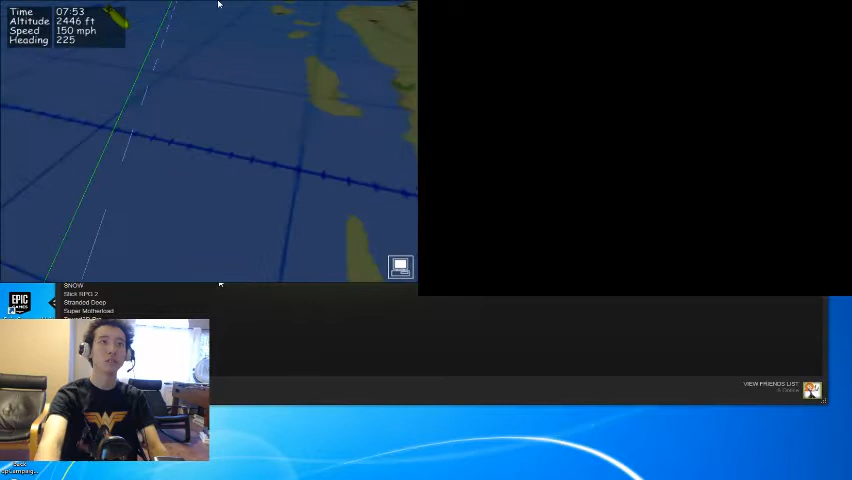 Time 07:53
Altitude 2446 ft
Speed 150 mph
Heading 225
SNOW
Stick RPG 2
Stranded Deep
Super Motherload
EPIC
GAMES
VIEW FRIENDS LIST